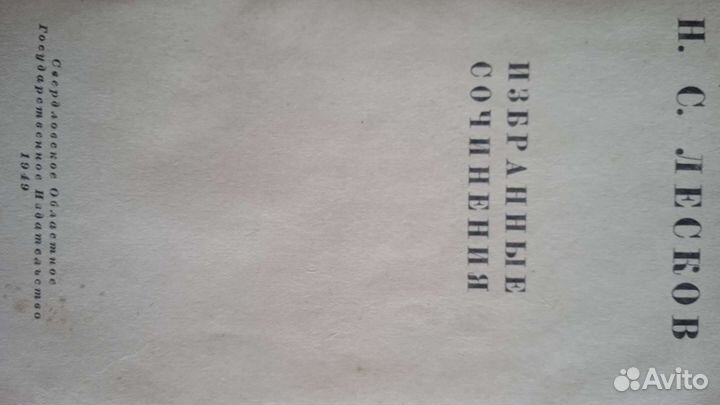 Н. С. ЛЕСКОВ
ИЗБРАННЫЕ
СОЧИНЕНИЯ
Свердловское Областное
Государственное Издательство
1949
Avito